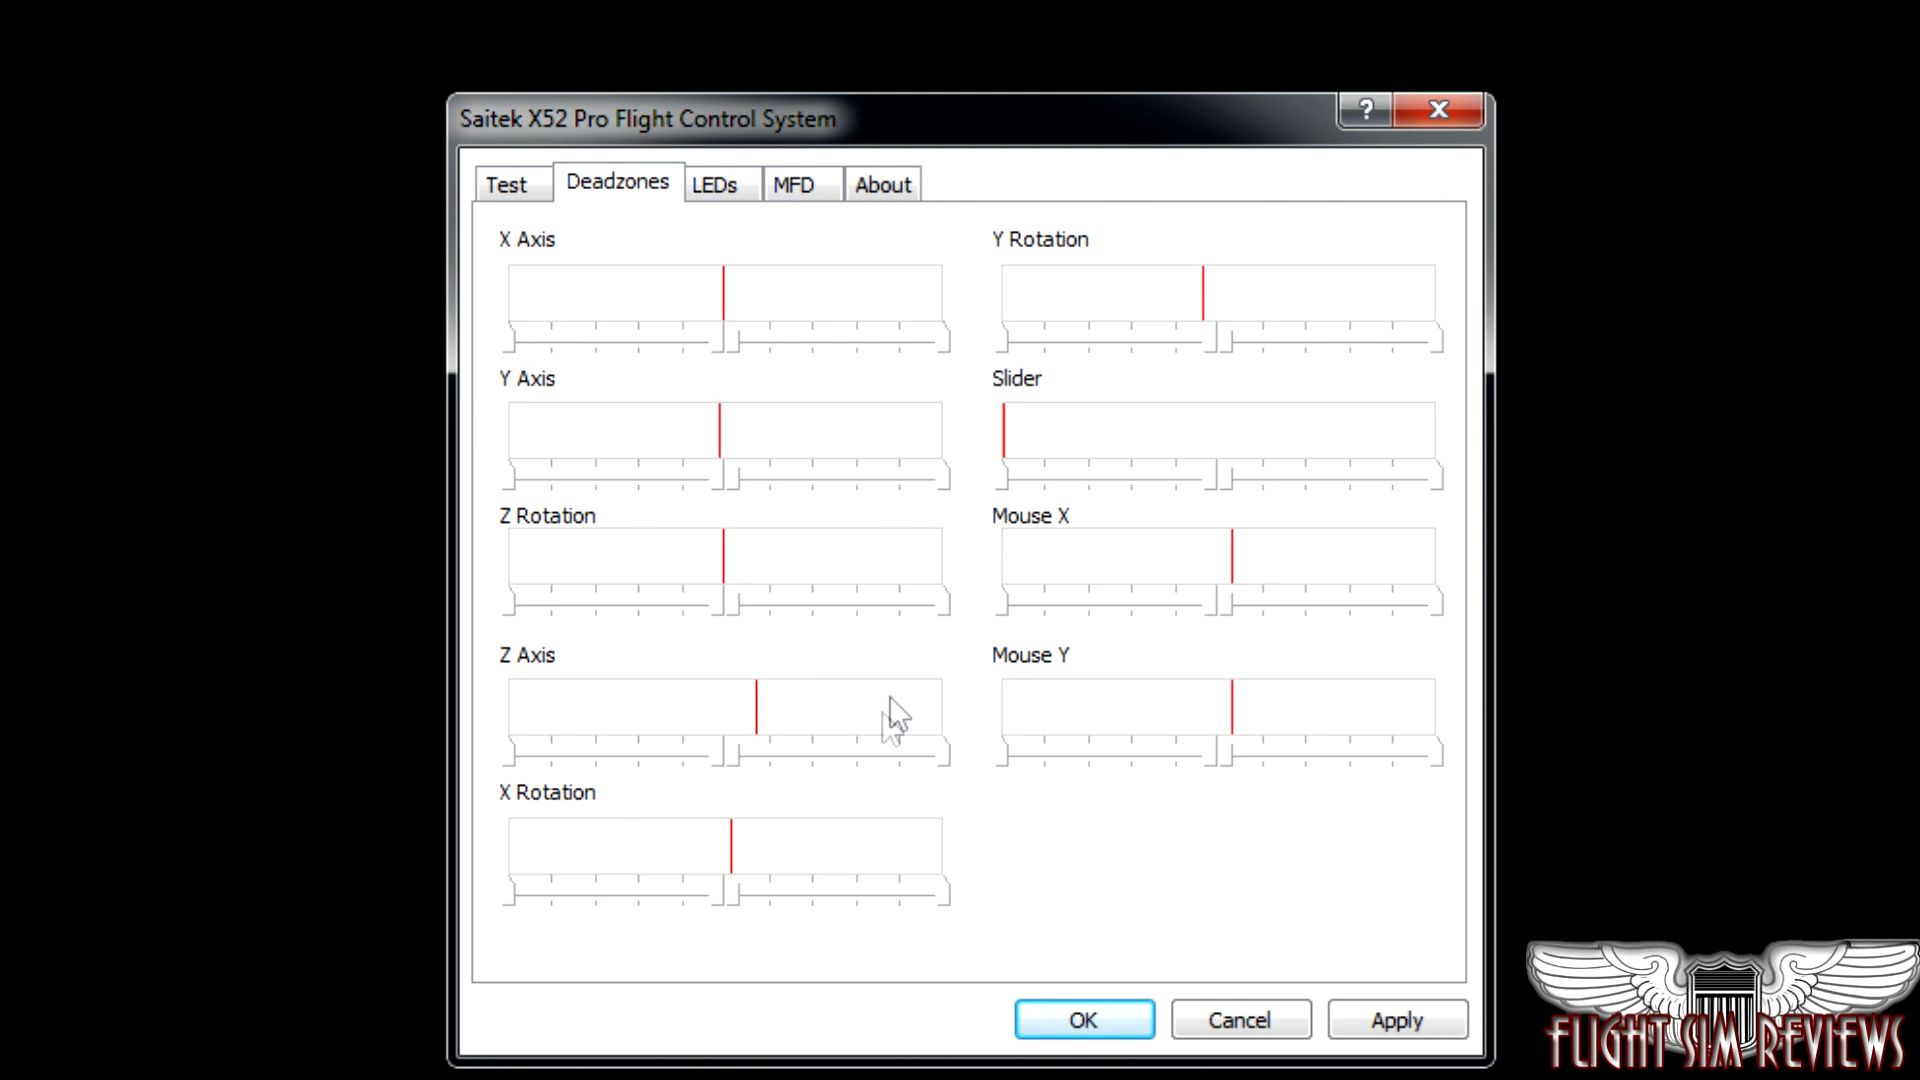 Saitek X52 Pro Flight Control System
?
Test Deadzones LEDs MFD About
X Axis Y Rotation
Y Axis Slider
Z Rotation Mouse X
Z Axis Mouse Y
X Rotation
OK Cancel Apply
FLIGHT SIM REVIEWS